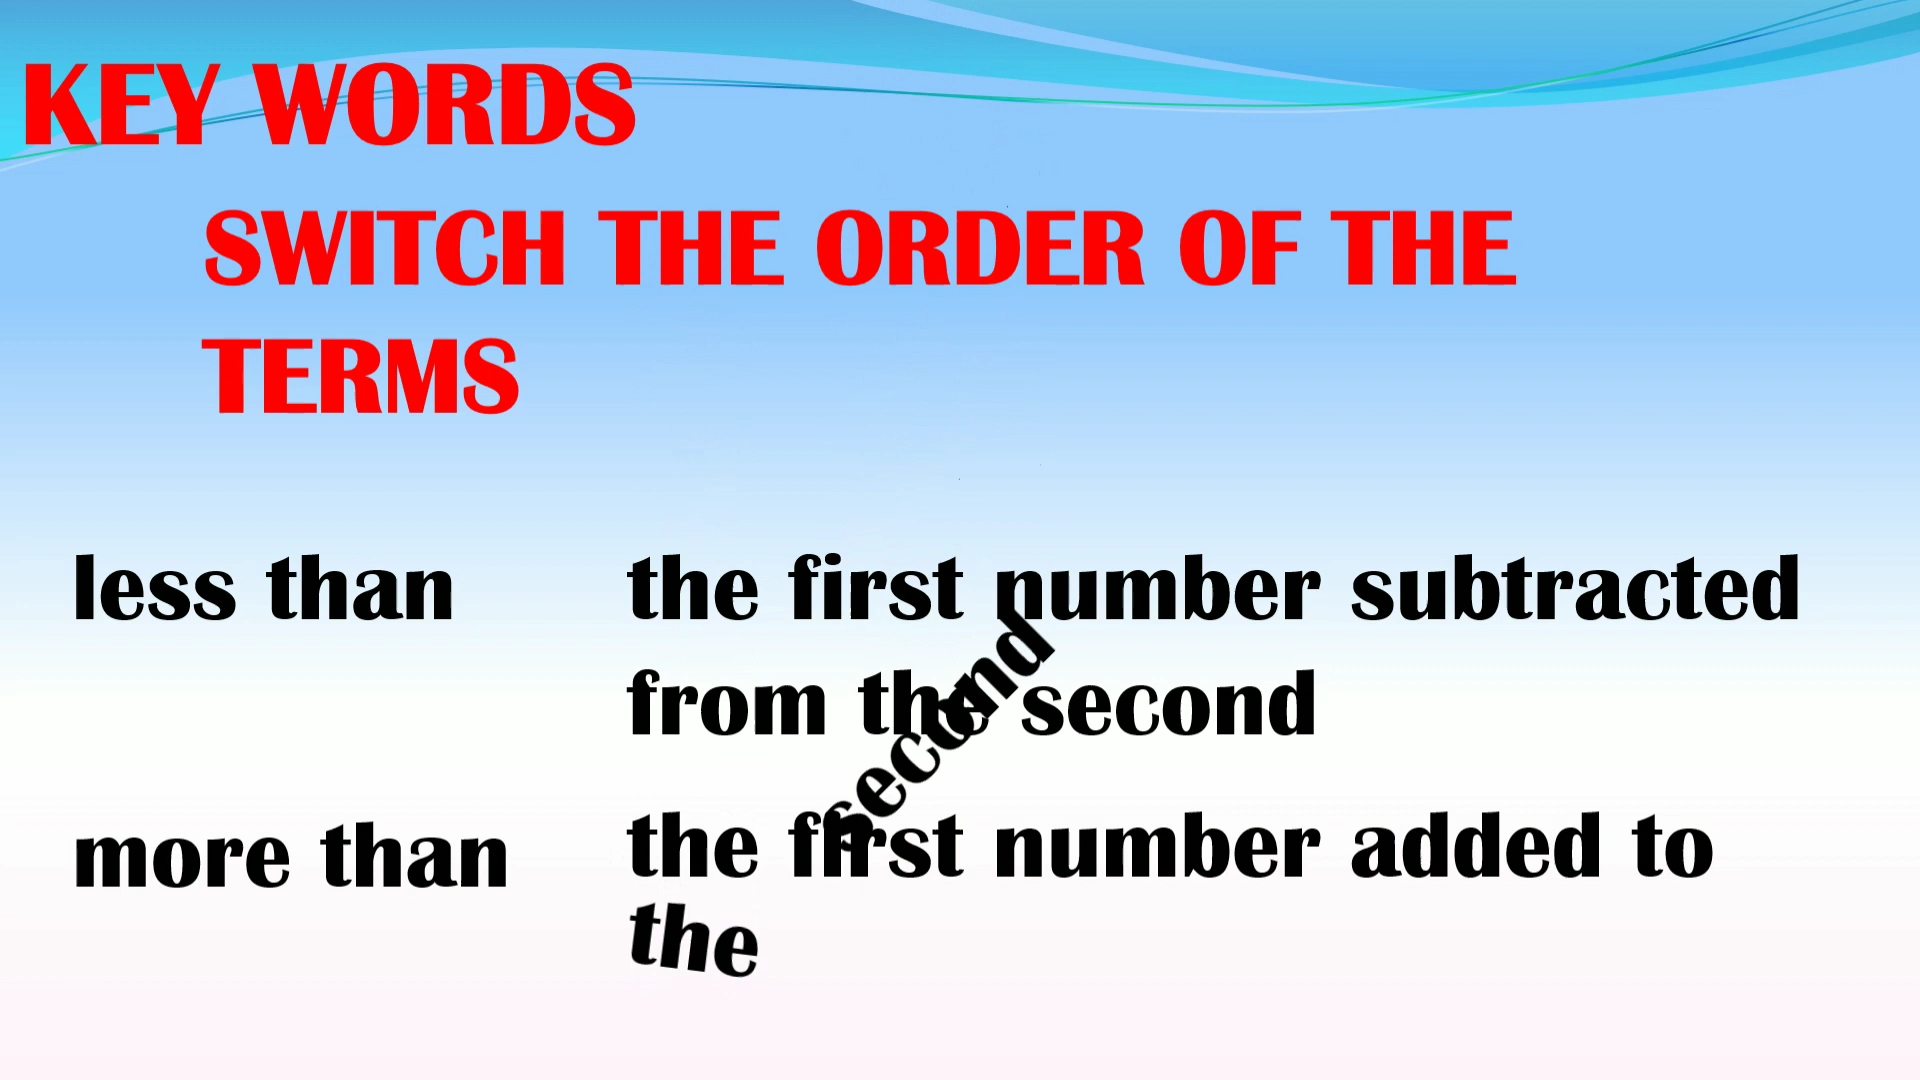 KEY WORDS
SWITCH THE ORDER OF THE
TERMS
less than
the first number subtracted
from the second
more than
the first number added to
the
second